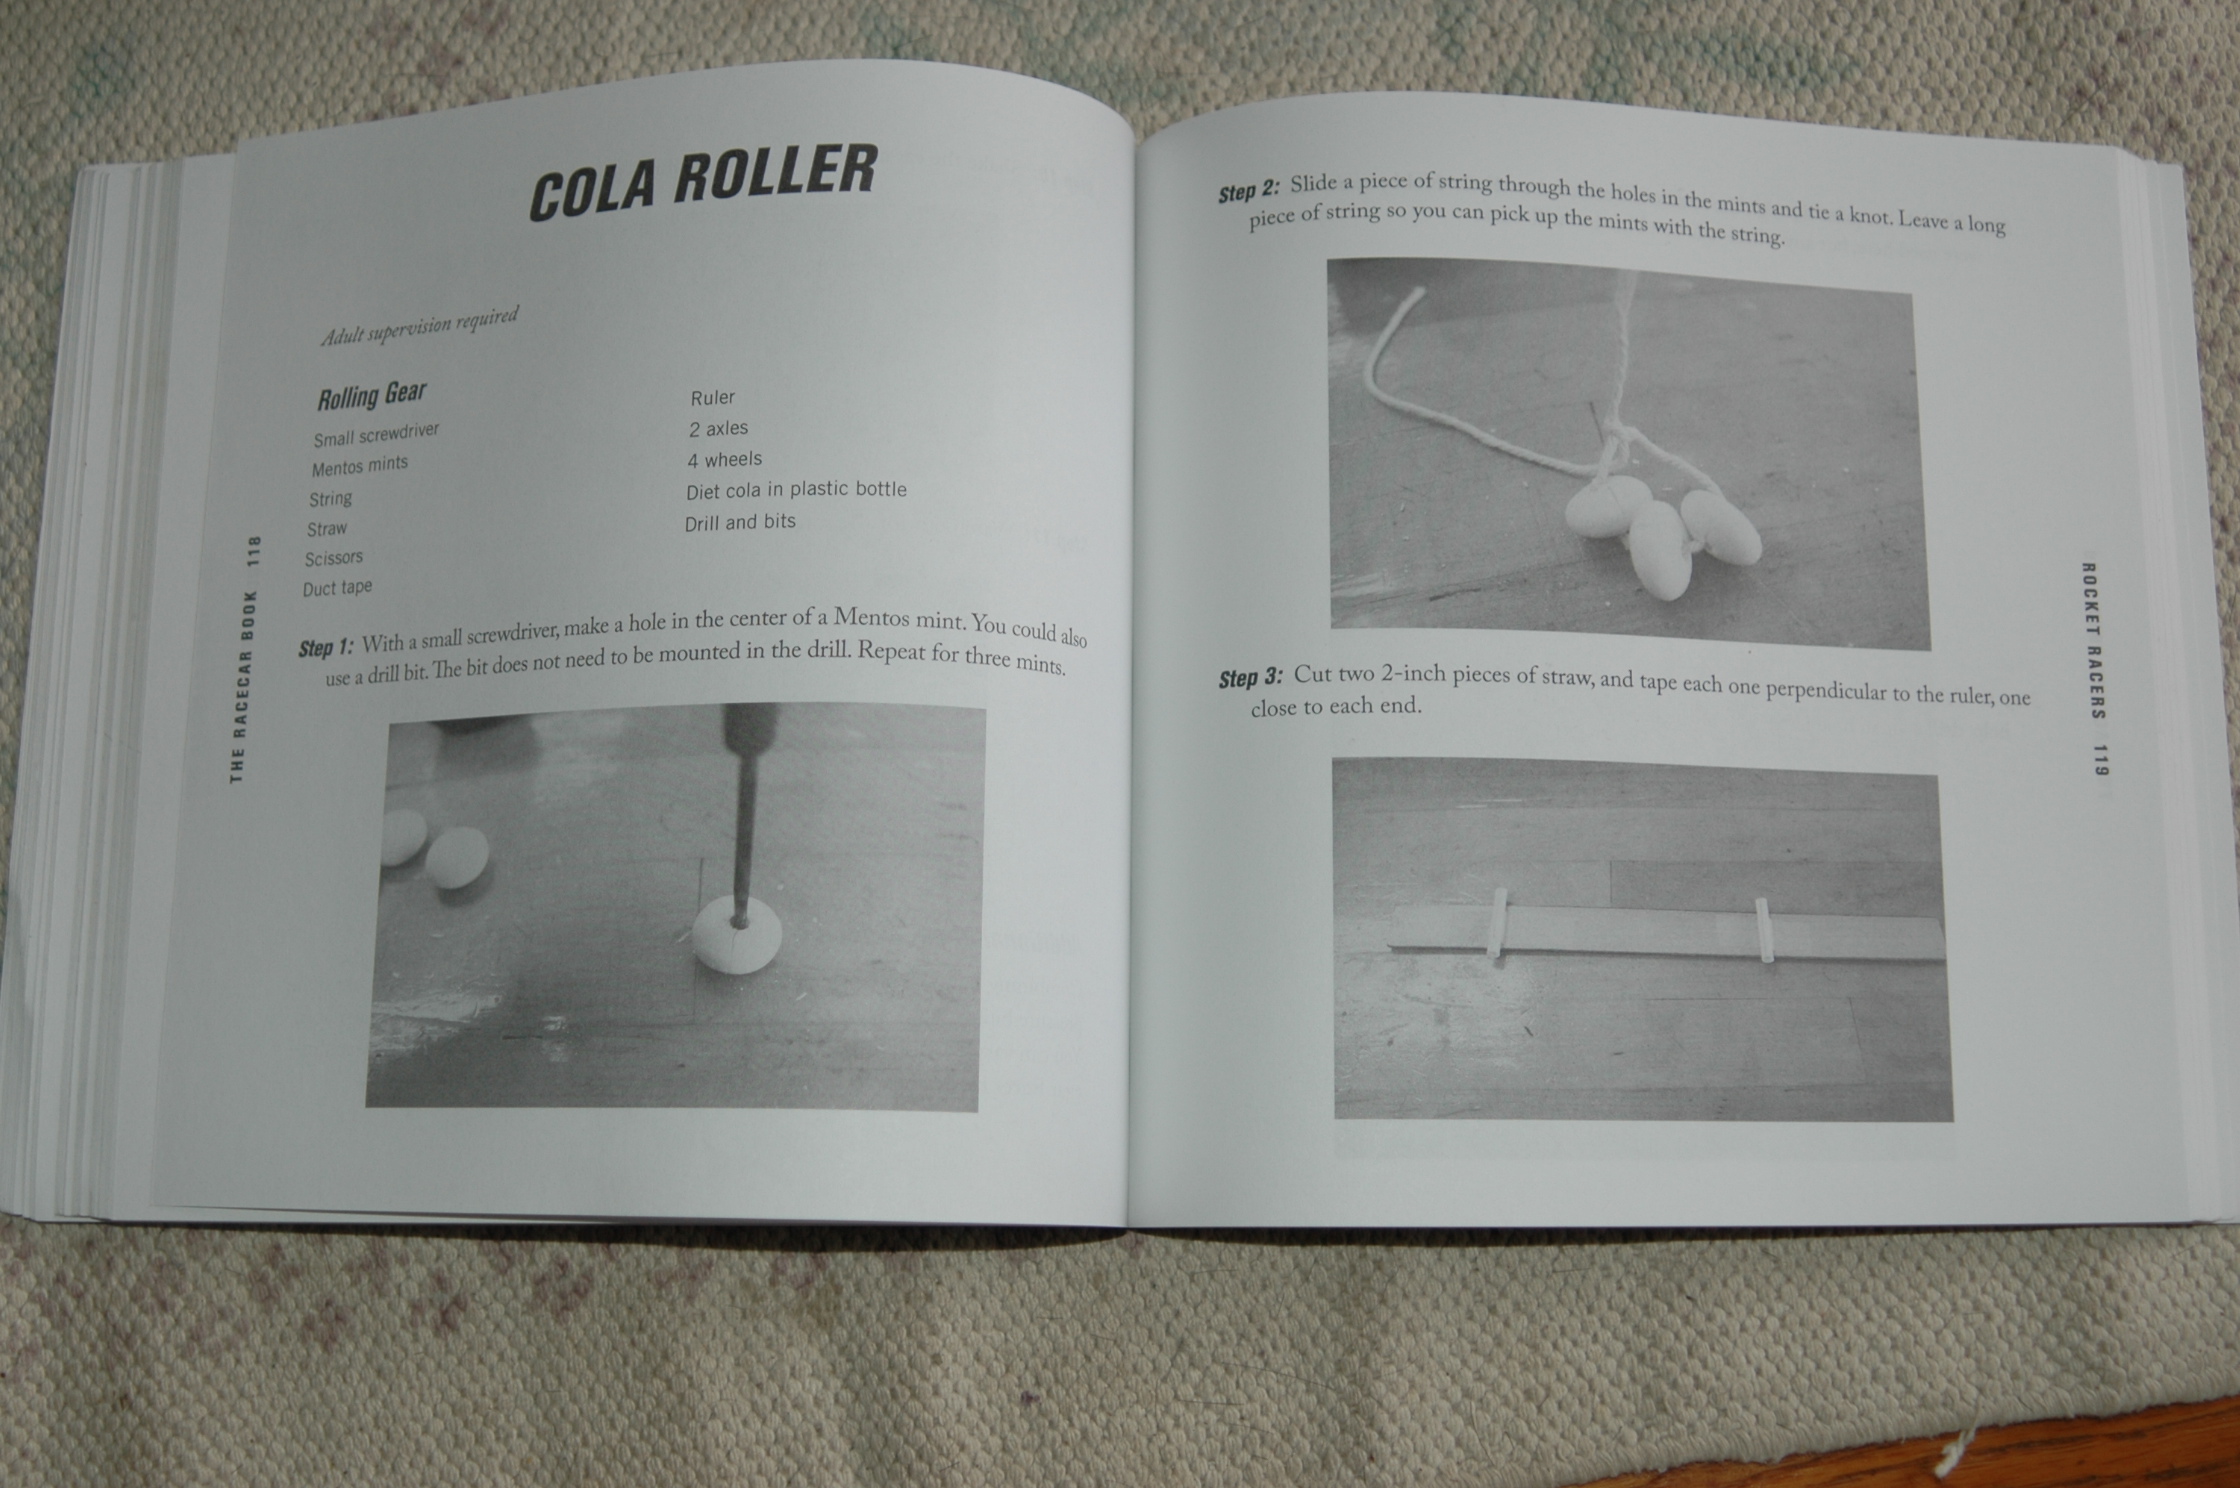 COLA ROLLER
Adult supervision required
Rolling Gear
Small screwdriver
Mentos mints
String
Straw
Scissors
Duct tape
Ruler
2 axles
4 wheels
Diet cola in plastic bottle
Drill and bits
Step 1: With a small screwdriver, make a hole in the center of a Mentos mint. You could also
use a drill bit. The bit does not need to be mounted in the drill. Repeat for three mints.
THE RACECAR BOOK 118
Step 2: Slide a piece of string through the holes in the mints and tie a knot. Leave a long
piece of string so you can pick up the mints with the string.
Step 3: Cut two 2-inch pieces of straw, and tape each one perpendicular to the ruler, one
close to each end.
ROCKET RACERS 119